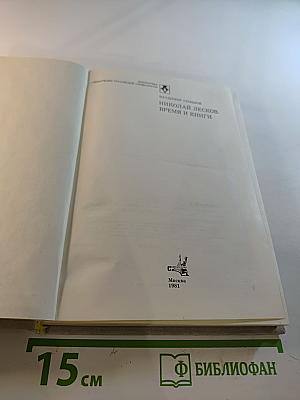 НИКОЛАЙ ЛЕСКОВ.
ВРЕМЯ И КНИГИ
Москва
1981
15 см
Ф БИБЛИОФАН